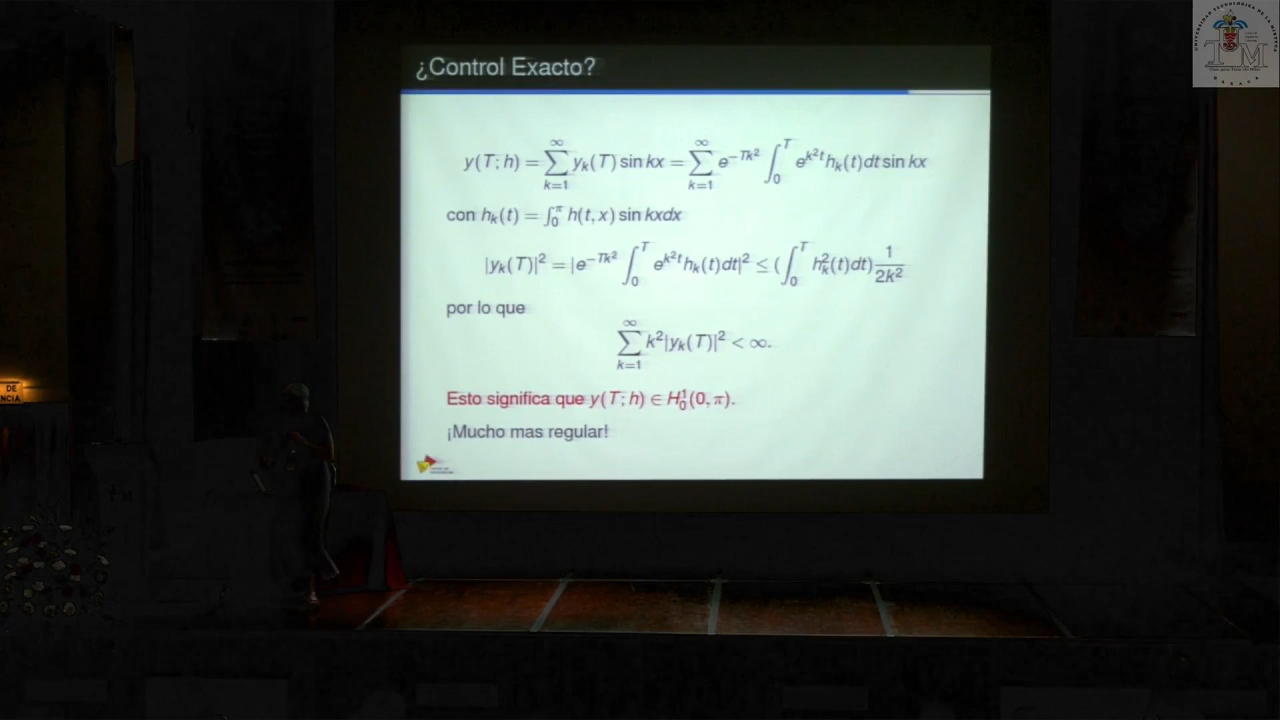 ¿Control Exacto?
y(T; h) = ∑_{k=1}^{∞} y_k(T) sin kx = ∑_{k=1}^{∞} e^{-Tk²} ∫_0^T e^{k²t} h_k(t)dt sin kx
con h_k(t) = ∫_0^π h(t, x) sin kxdx
|y_k(T)|² = |e^{-Tk²} ∫_0^T e^{k²t} h_k(t)dt|² ≤ (∫_0^T h_k²(t)dt) 1/2k²
por lo que
∑_{k=1}^{∞} k²|y_k(T)|² < ∞.
Esto significa que y(T; h) ∈ H_0^1(0, π).
¡Mucho mas regular!
DE
NCIA